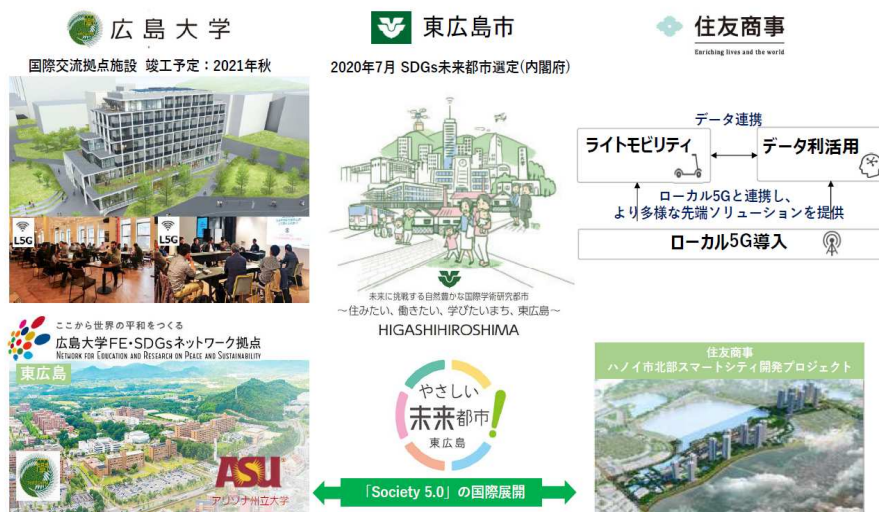 広島大学
国際交流拠点施設 竣工予定：2021年秋
L5G
L5G
ここから世界の平和をつくる
広島大学FE・SDGsネットワーク拠点
NETWORK FOR EDUCATION AND RESEARCH ON PEACE AND SUSTAINABILITY
東広島
ASU
アリゾナ州立大学
東広島市
2020年7月 SDGs未来都市選定(内閣府)
未来に挑戦する自然豊かな国際学術研究都市
～住みたい、働きたい、学びたいまち、東広島～
HIGASHIHIROSHIMA
やさしい
未来都市！
東広島
「Society 5.0」の国際展開
住友商事
Enriching lives and the world
データ連携
ライトモビリティ
データ利活用
ローカル5Gと連携し、
より多様な先端ソリューションを提供
ローカル5G導入
住友商事
ハノイ市北部スマートシティ開発プロジェクト